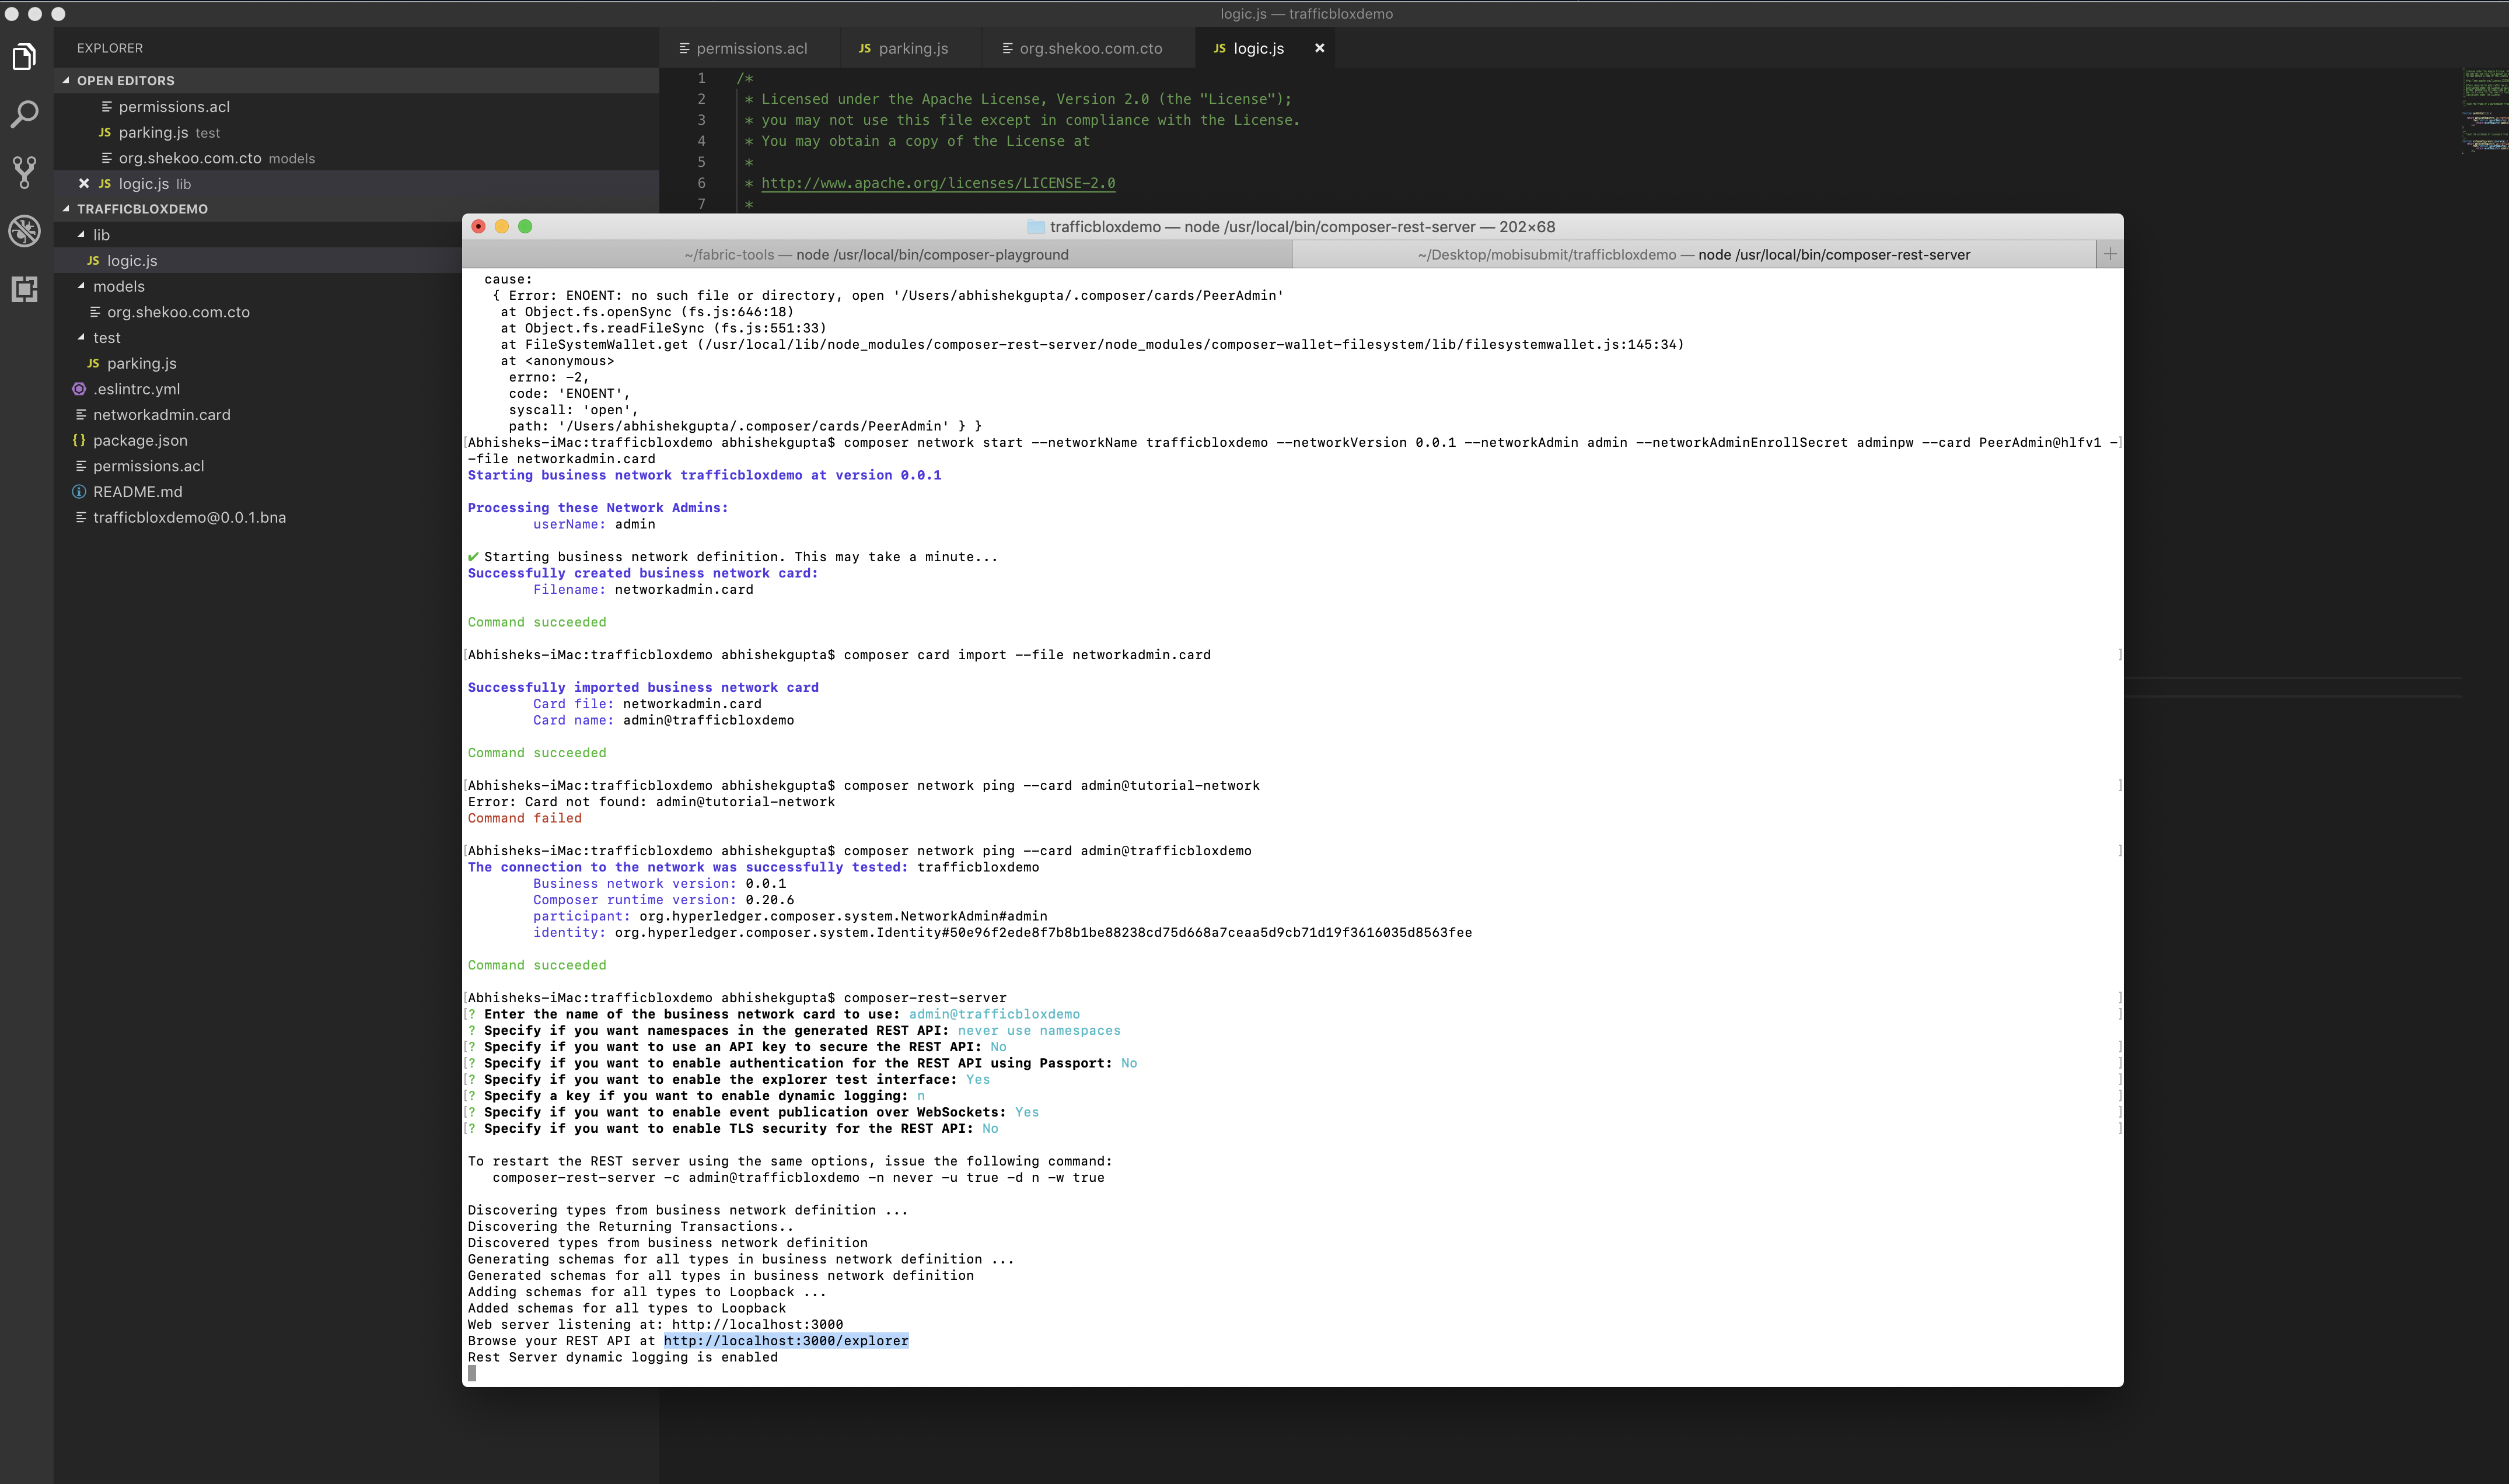 logic.js — trafficbloxdemo
EXPLORER
OPEN EDITORS
permissions.acl
JS parking.js test
org.shekoo.com.cto models
JS logic.js lib
TRAFFICBLOXDEMO
lib
JS logic.js
models
org.shekoo.com.cto
test
JS parking.js
.eslintrc.yml
networkadmin.card
{} package.json
permissions.acl
README.md
trafficbloxdemo@0.0.1.bna
permissions.acl
JS parking.js
org.shekoo.com.cto
JS logic.js
1 /*
2 * Licensed under the Apache License, Version 2.0 (the "License");
3 * you may not use this file except in compliance with the License.
4 * You may obtain a copy of the License at
5 *
6 * http://www.apache.org/licenses/LICENSE-2.0
7 *
trafficbloxdemo — node /usr/local/bin/composer-rest-server — 202×68
~/fabric-tools — node /usr/local/bin/composer-playground
~/Desktop/mobisubmit/trafficbloxdemo — node /usr/local/bin/composer-rest-server
cause:
{ Error: ENOENT: no such file or directory, open '/Users/abhishekgupta/.composer/cards/PeerAdmin'
at Object.fs.openSync (fs.js:646:18)
at Object.fs.readFileSync (fs.js:551:33)
at FileSystemWallet.get (/usr/local/lib/node_modules/composer-rest-server/node_modules/composer-wallet-filesystem/lib/filesystemwallet.js:145:34)
at <anonymous>
errno: -2,
code: 'ENOENT',
syscall: 'open',
path: '/Users/abhishekgupta/.composer/cards/PeerAdmin' } }
[Abhisheks-iMac:trafficbloxdemo abhishekgupta$ composer network start --networkName trafficbloxdemo --networkVersion 0.0.1 --networkAdmin admin --networkAdminEnrollSecret adminpw --card PeerAdmin@hlfv1 -]
-file networkadmin.card
Starting business network trafficbloxdemo at version 0.0.1
Processing these Network Admins:
userName: admin
✔ Starting business network definition. This may take a minute...
Successfully created business network card:
Filename: networkadmin.card
Command succeeded
[Abhisheks-iMac:trafficbloxdemo abhishekgupta$ composer card import --file networkadmin.card ]
Successfully imported business network card
Card file: networkadmin.card
Card name: admin@trafficbloxdemo
Command succeeded
[Abhisheks-iMac:trafficbloxdemo abhishekgupta$ composer network ping --card admin@tutorial-network ]
Error: Card not found: admin@tutorial-network
Command failed
[Abhisheks-iMac:trafficbloxdemo abhishekgupta$ composer network ping --card admin@trafficbloxdemo ]
The connection to the network was successfully tested: trafficbloxdemo
Business network version: 0.0.1
Composer runtime version: 0.20.6
participant: org.hyperledger.composer.system.NetworkAdmin#admin
identity: org.hyperledger.composer.system.Identity#50e96f2ede8f7b8b1be88238cd75d668a7ceaa5d9cb71d19f3616035d8563fee
Command succeeded
[Abhisheks-iMac:trafficbloxdemo abhishekgupta$ composer-rest-server ]
[? Enter the name of the business network card to use: admin@trafficbloxdemo ]
? Specify if you want namespaces in the generated REST API: never use namespaces
[? Specify if you want to use an API key to secure the REST API: No ]
[? Specify if you want to enable authentication for the REST API using Passport: No ]
[? Specify if you want to enable the explorer test interface: Yes ]
[? Specify a key if you want to enable dynamic logging: n ]
[? Specify if you want to enable event publication over WebSockets: Yes ]
[? Specify if you want to enable TLS security for the REST API: No ]
To restart the REST server using the same options, issue the following command:
composer-rest-server -c admin@trafficbloxdemo -n never -u true -d n -w true
Discovering types from business network definition ...
Discovering the Returning Transactions..
Discovered types from business network definition
Generating schemas for all types in business network definition ...
Generated schemas for all types in business network definition
Adding schemas for all types to Loopback ...
Added schemas for all types to Loopback
Web server listening at: http://localhost:3000
Browse your REST API at http://localhost:3000/explorer
Rest Server dynamic logging is enabled